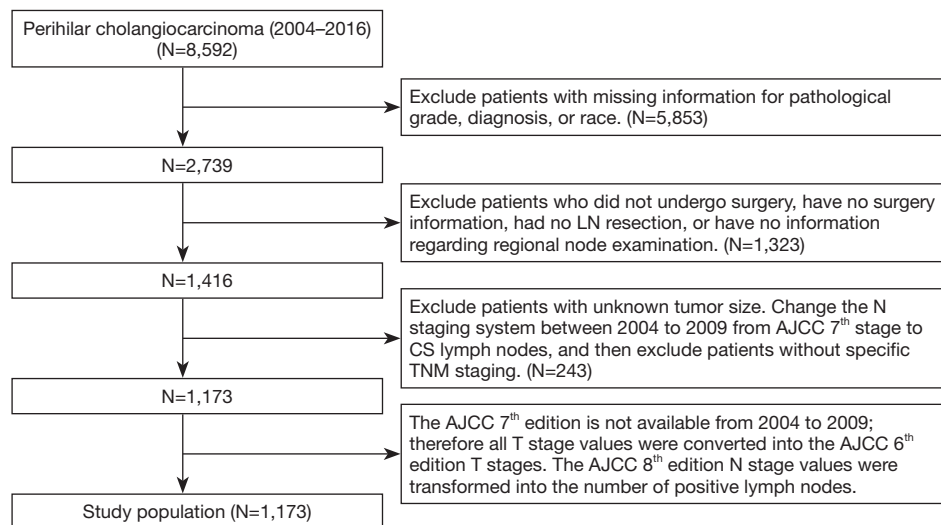 Perihilar cholangiocarcinoma (2004–2016)
(N=8,592)
Exclude patients with missing information for pathological
grade, diagnosis, or race. (N=5,853)
N=2,739
Exclude patients who did not undergo surgery, have no surgery
information, had no LN resection, or have no information
regarding regional node examination. (N=1,323)
N=1,416
Exclude patients with unknown tumor size. Change the N
staging system between 2004 to 2009 from AJCC 7th stage to
CS lymph nodes, and then exclude patients without specific
TNM staging. (N=243)
N=1,173
The AJCC 7th edition is not available from 2004 to 2009;
therefore all T stage values were converted into the AJCC 6th
edition T stages. The AJCC 8th edition N stage values were
transformed into the number of positive lymph nodes.
Study population (N=1,173)